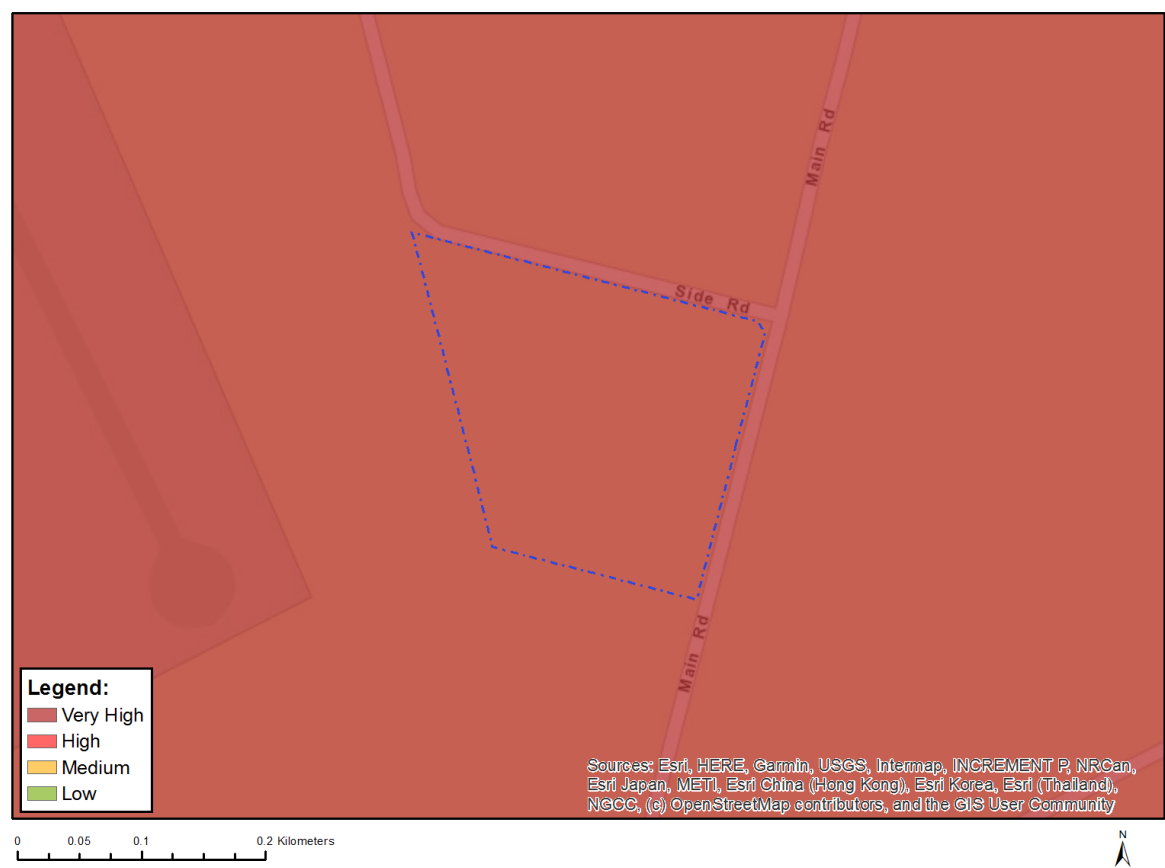 Main Rd
Side Rd
Main Rd
Legend:
Very High
High
Medium
Low
Sources: Esri, HERE, Garmin, USGS, Intermap, INCREMENT P, NRCan,
Esri Japan, METI, Esri China (Hong Kong), Esri Korea, Esri (Thailand),
NGCC, (c) OpenStreetMap contributors, and the GIS User Community
0 0.05 0.1 0.2 Kilometers
N